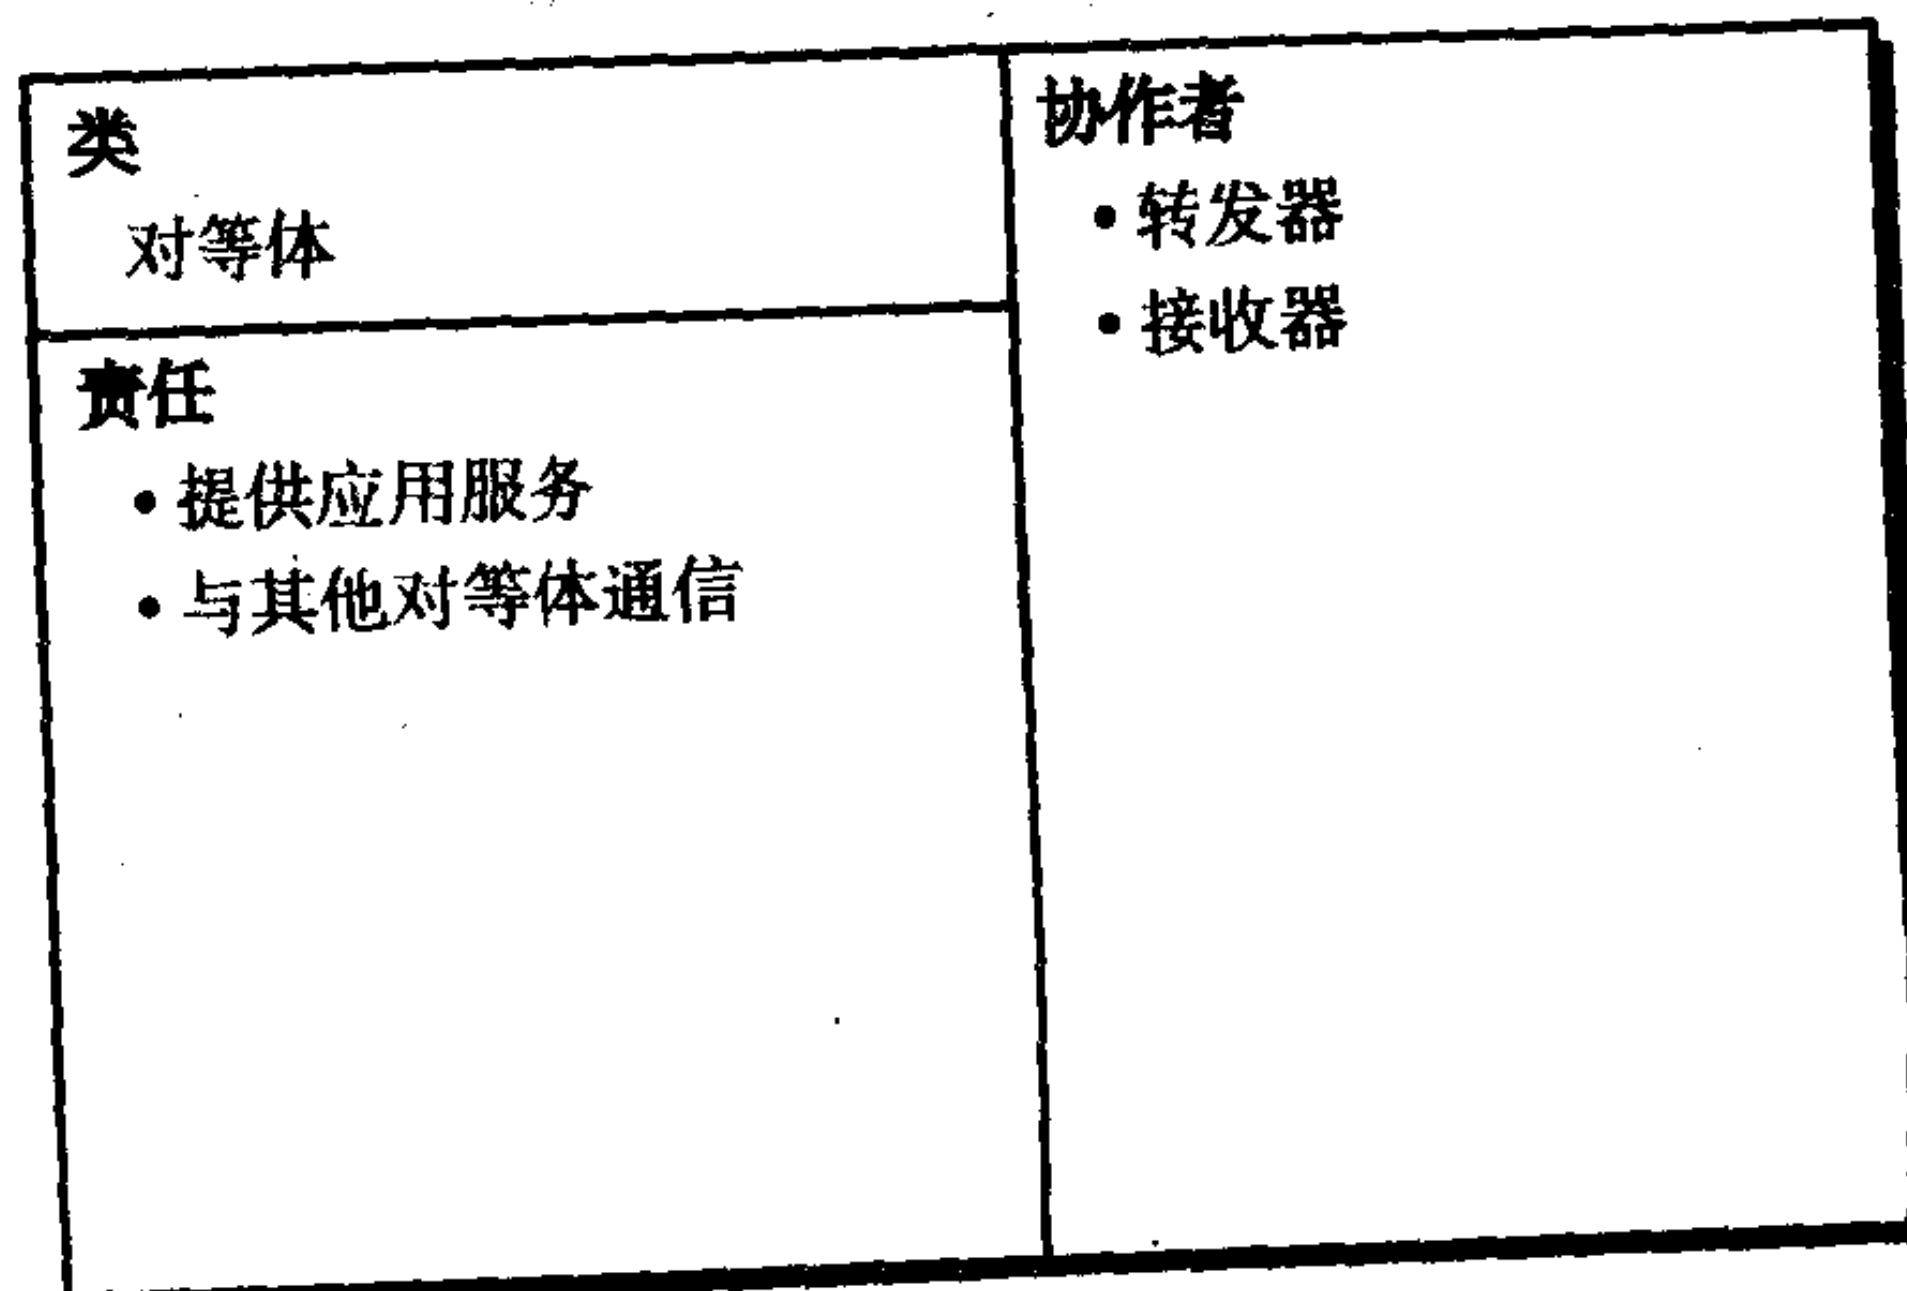 类
对等体
责任
• 提供应用服务
• 与其他对等体通信
协作者
• 转发器
• 接收器